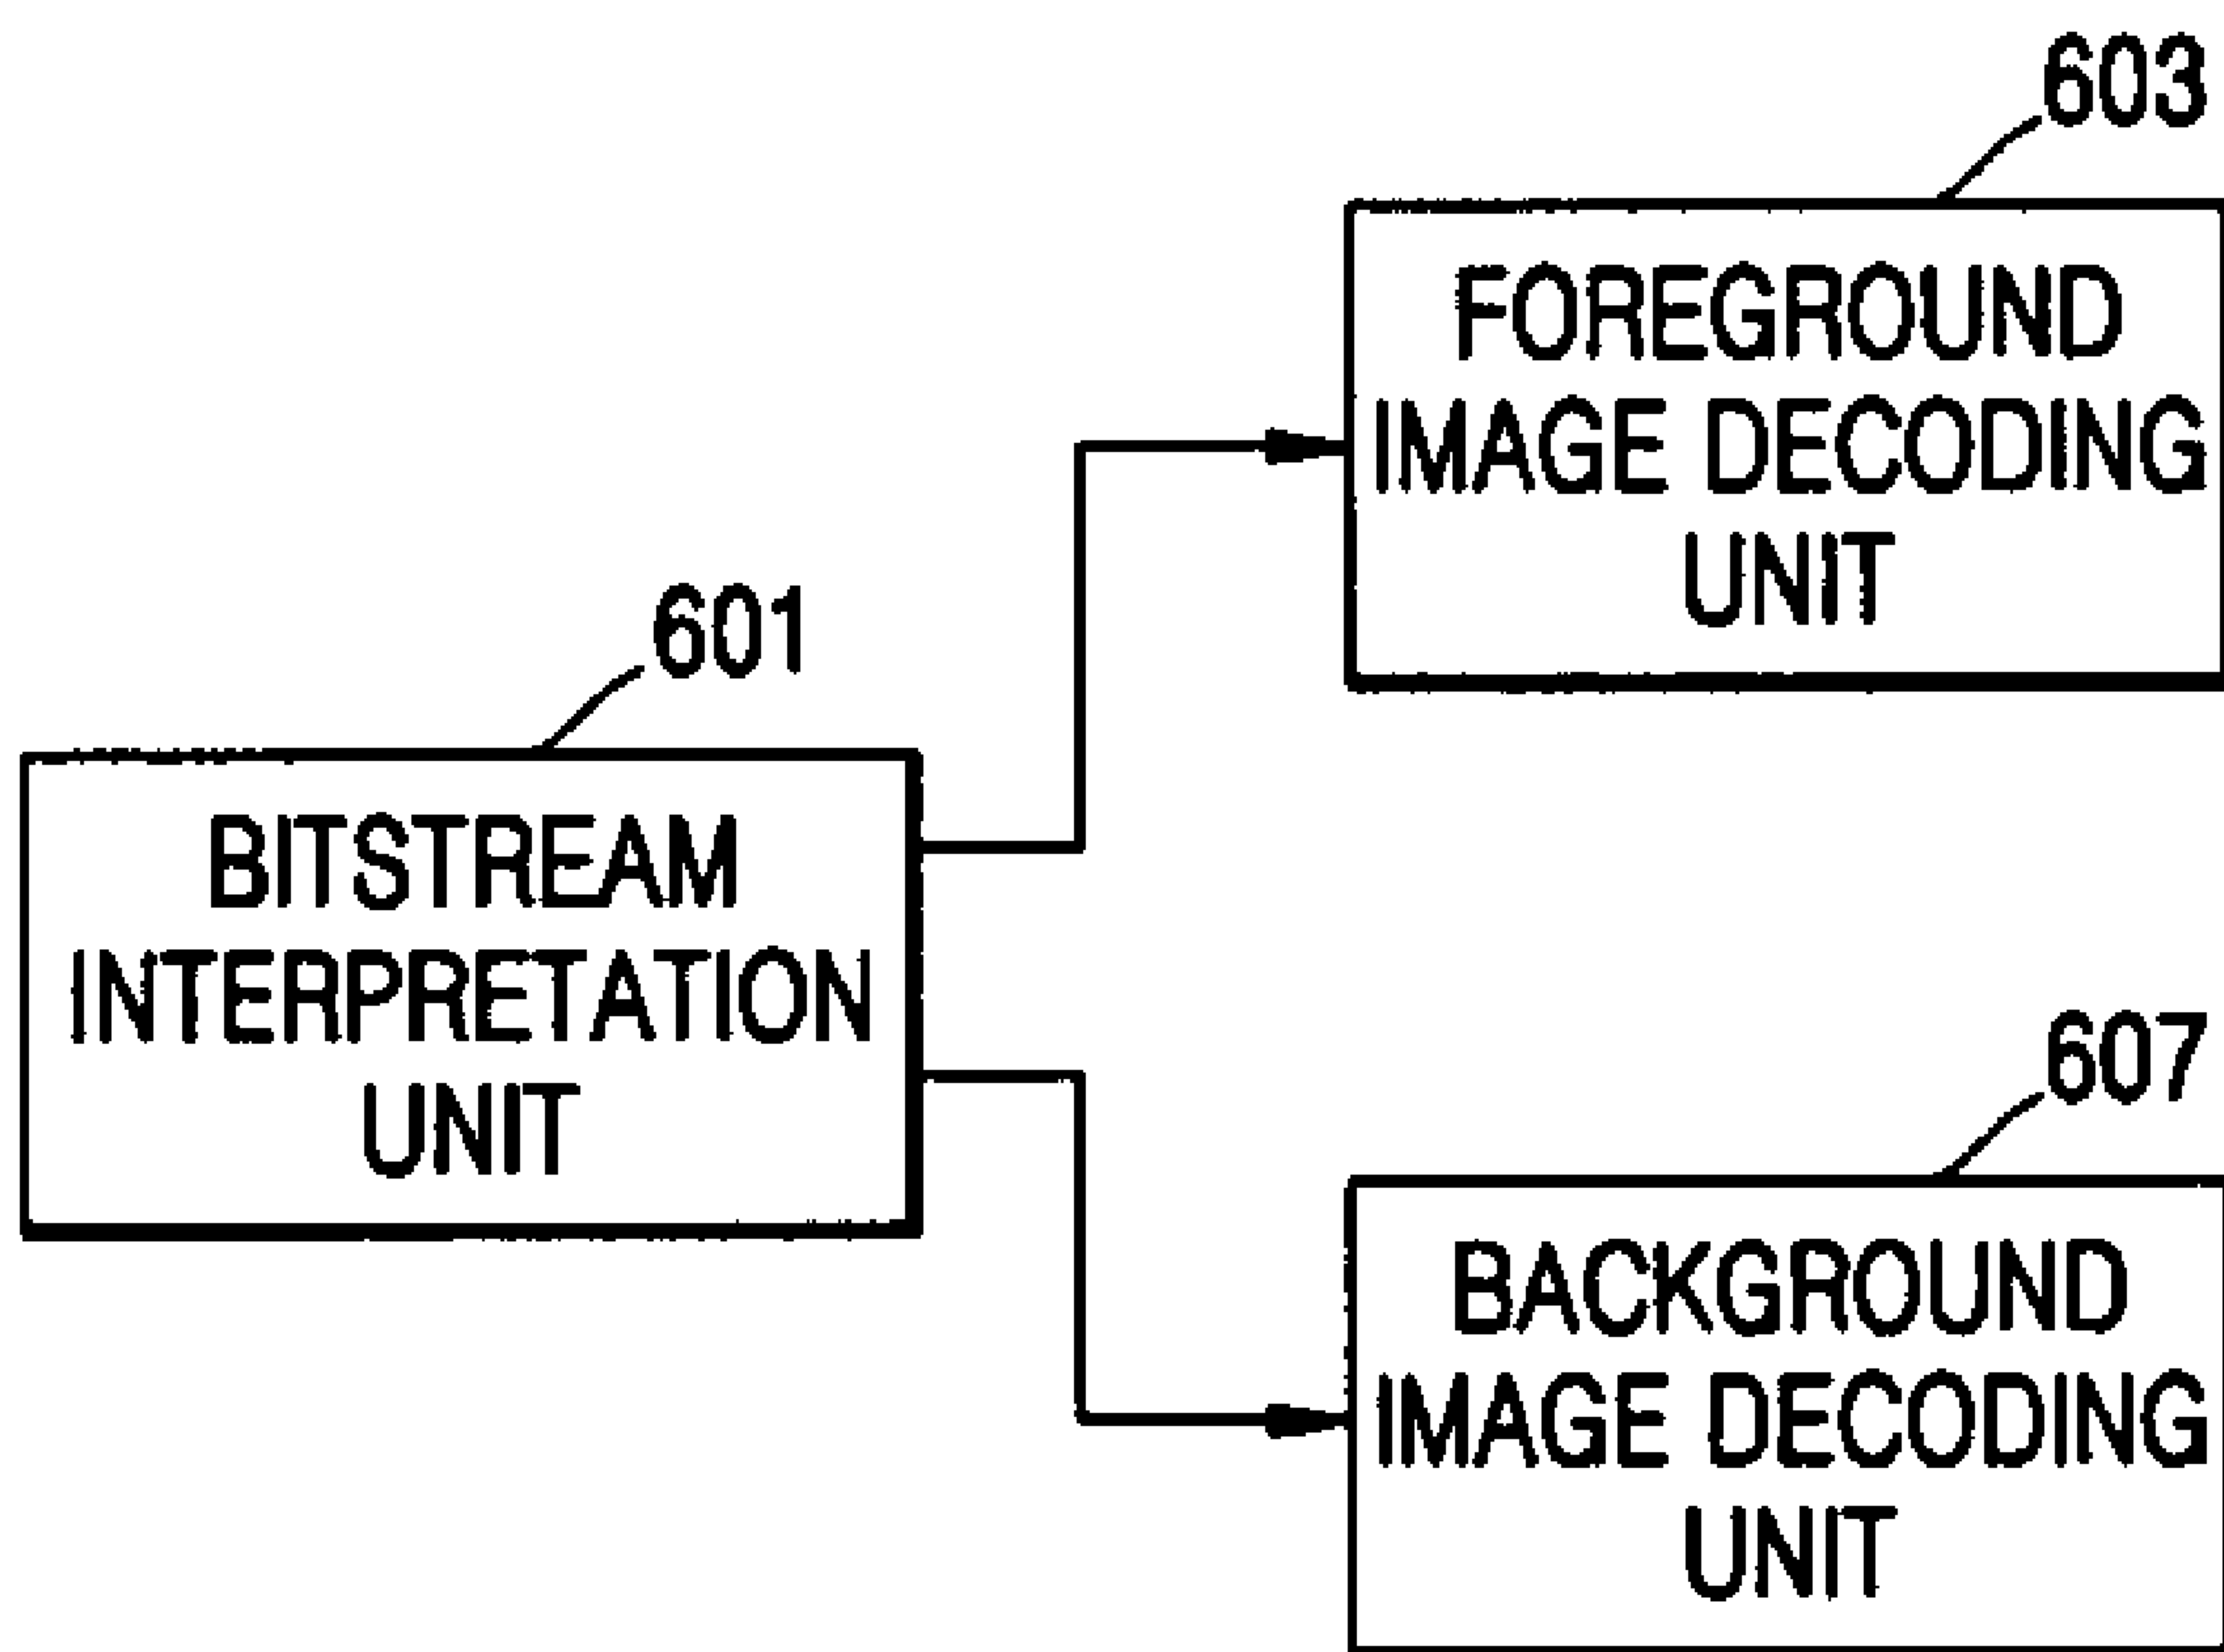 603
FOREGROUND
IMAGE DECODING
UNIT
601
BITSTREAM
INTERPRETATION
UNIT
607
BACKGROUND
IMAGE DECODING
UNIT